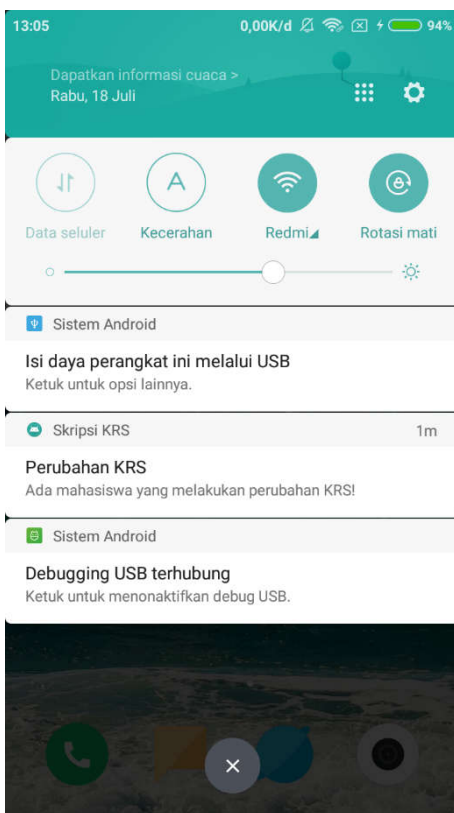 13:05 0,00K/d 94%
Dapatkan informasi cuaca >
Rabu, 18 Juli
A
Data seluler Kecerahan Redmi Rotasi mati
Sistem Android
Isi daya perangkat ini melalui USB
Ketuk untuk opsi lainnya.
Skripsi KRS 1m
Perubahan KRS
Ada mahasiswa yang melakukan perubahan KRS!
Sistem Android
Debugging USB terhubung
Ketuk untuk menonaktifkan debug USB.